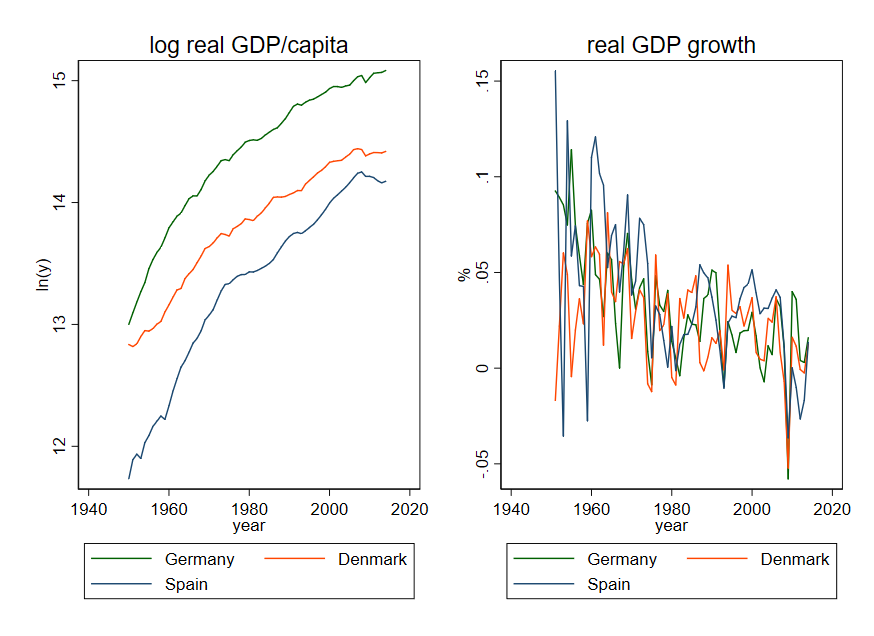 log real GDP/capita
ln(y)
15
14
13
12
1940 1960 1980 2000 2020
year
Germany Denmark
Spain
real GDP growth
%
.15
.1
.05
0
-.05
1940 1960 1980 2000 2020
year
Germany Denmark
Spain